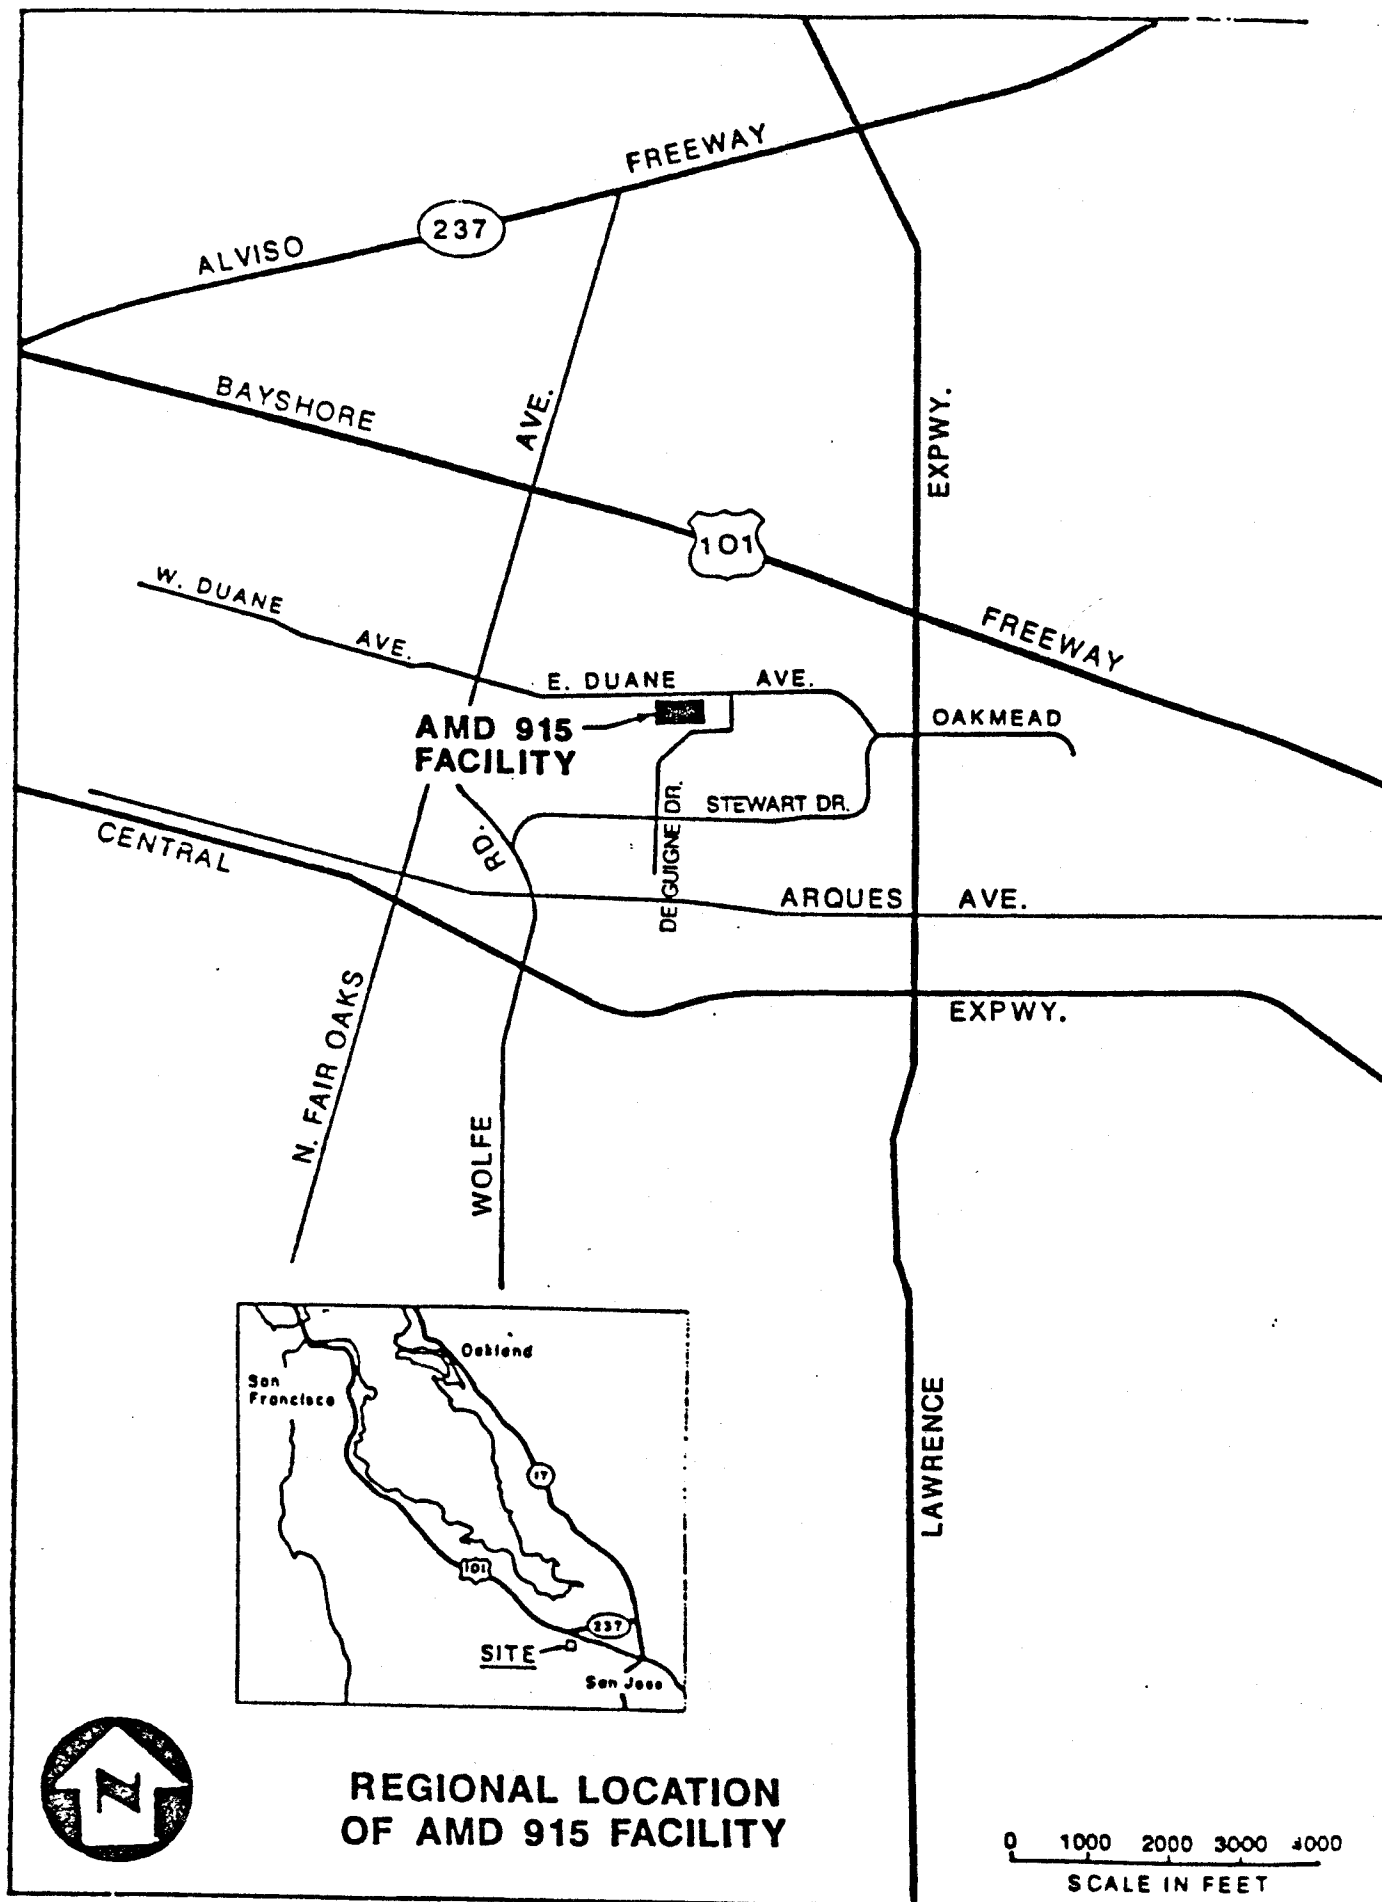 FREEWAY
237
ALVISO
BAYSHORE
AVE.
EXPWY.
101
W. DUANE
AVE.
FREEWAY
E. DUANE AVE.
AMD 915
FACILITY
OAKMEAD
STEWART DR.
DE GUIGNE DR.
RD.
CENTRAL
ARQUES AVE.
EXPWY.
N. FAIR OAKS
WOLFE
LAWRENCE
Oakland
San
Francisco
17
101
237
SITE
San Jose
N
REGIONAL LOCATION
OF AMD 915 FACILITY
0 1000 2000 3000 4000
SCALE IN FEET